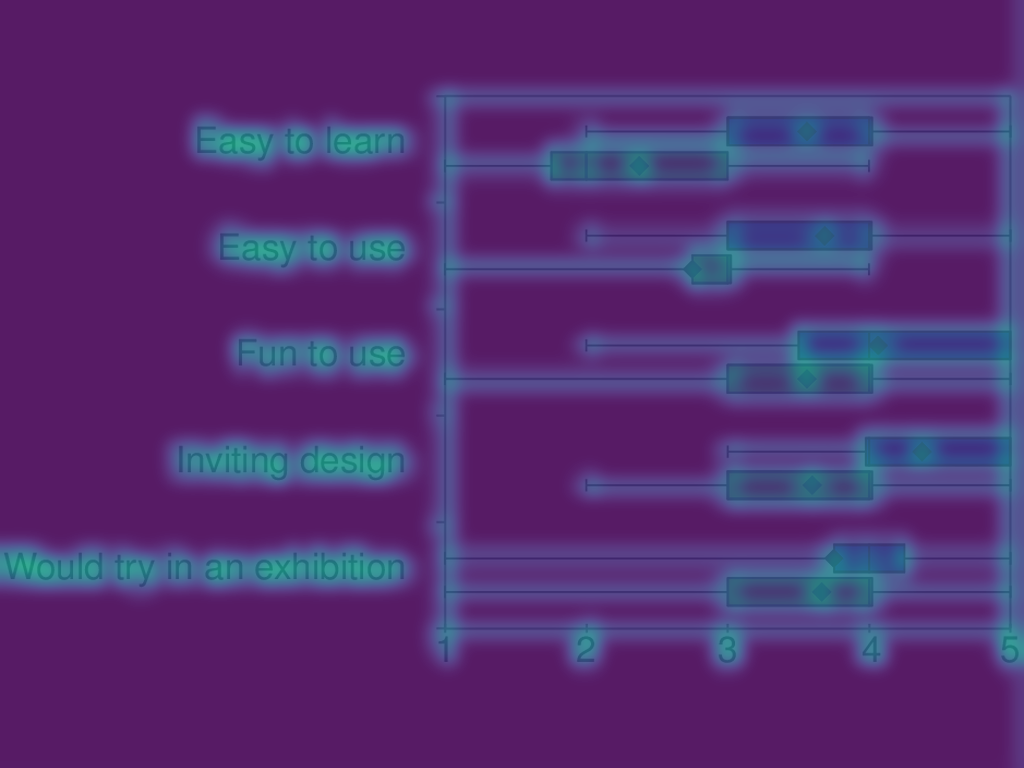 Easy to learn
Easy to use
Fun to use
Inviting design
Would try in an exhibition
1 2 3 4 5